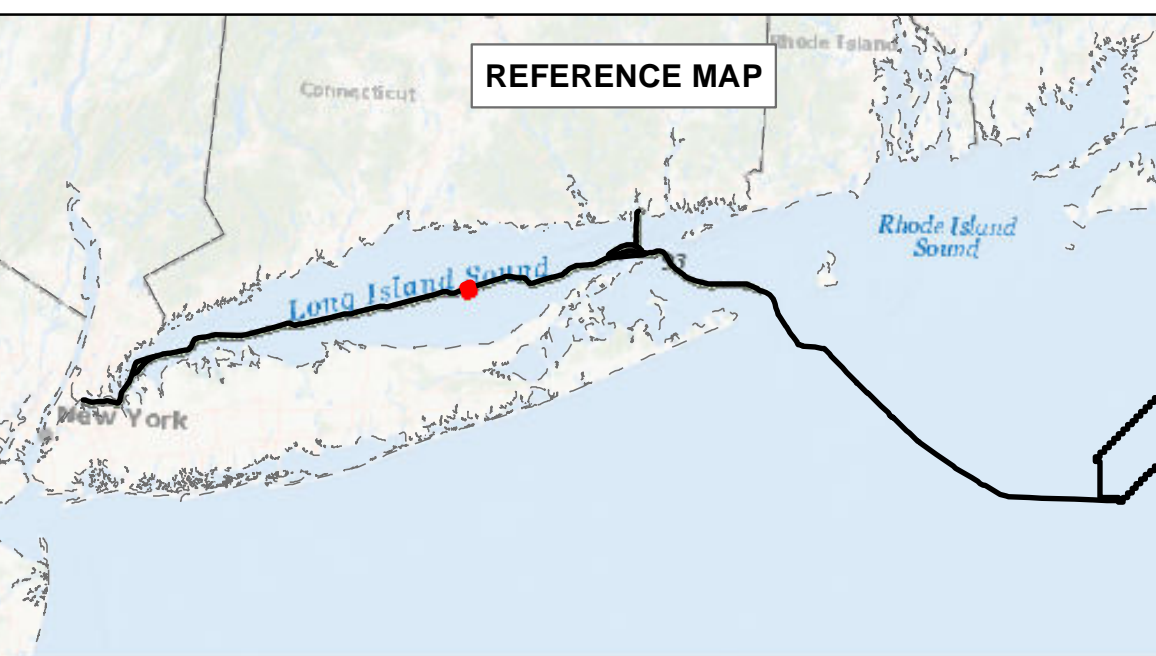 Rhode Island
REFERENCE MAP
Connecticut
Rhode Island
Sound
Long Island Sound
New York